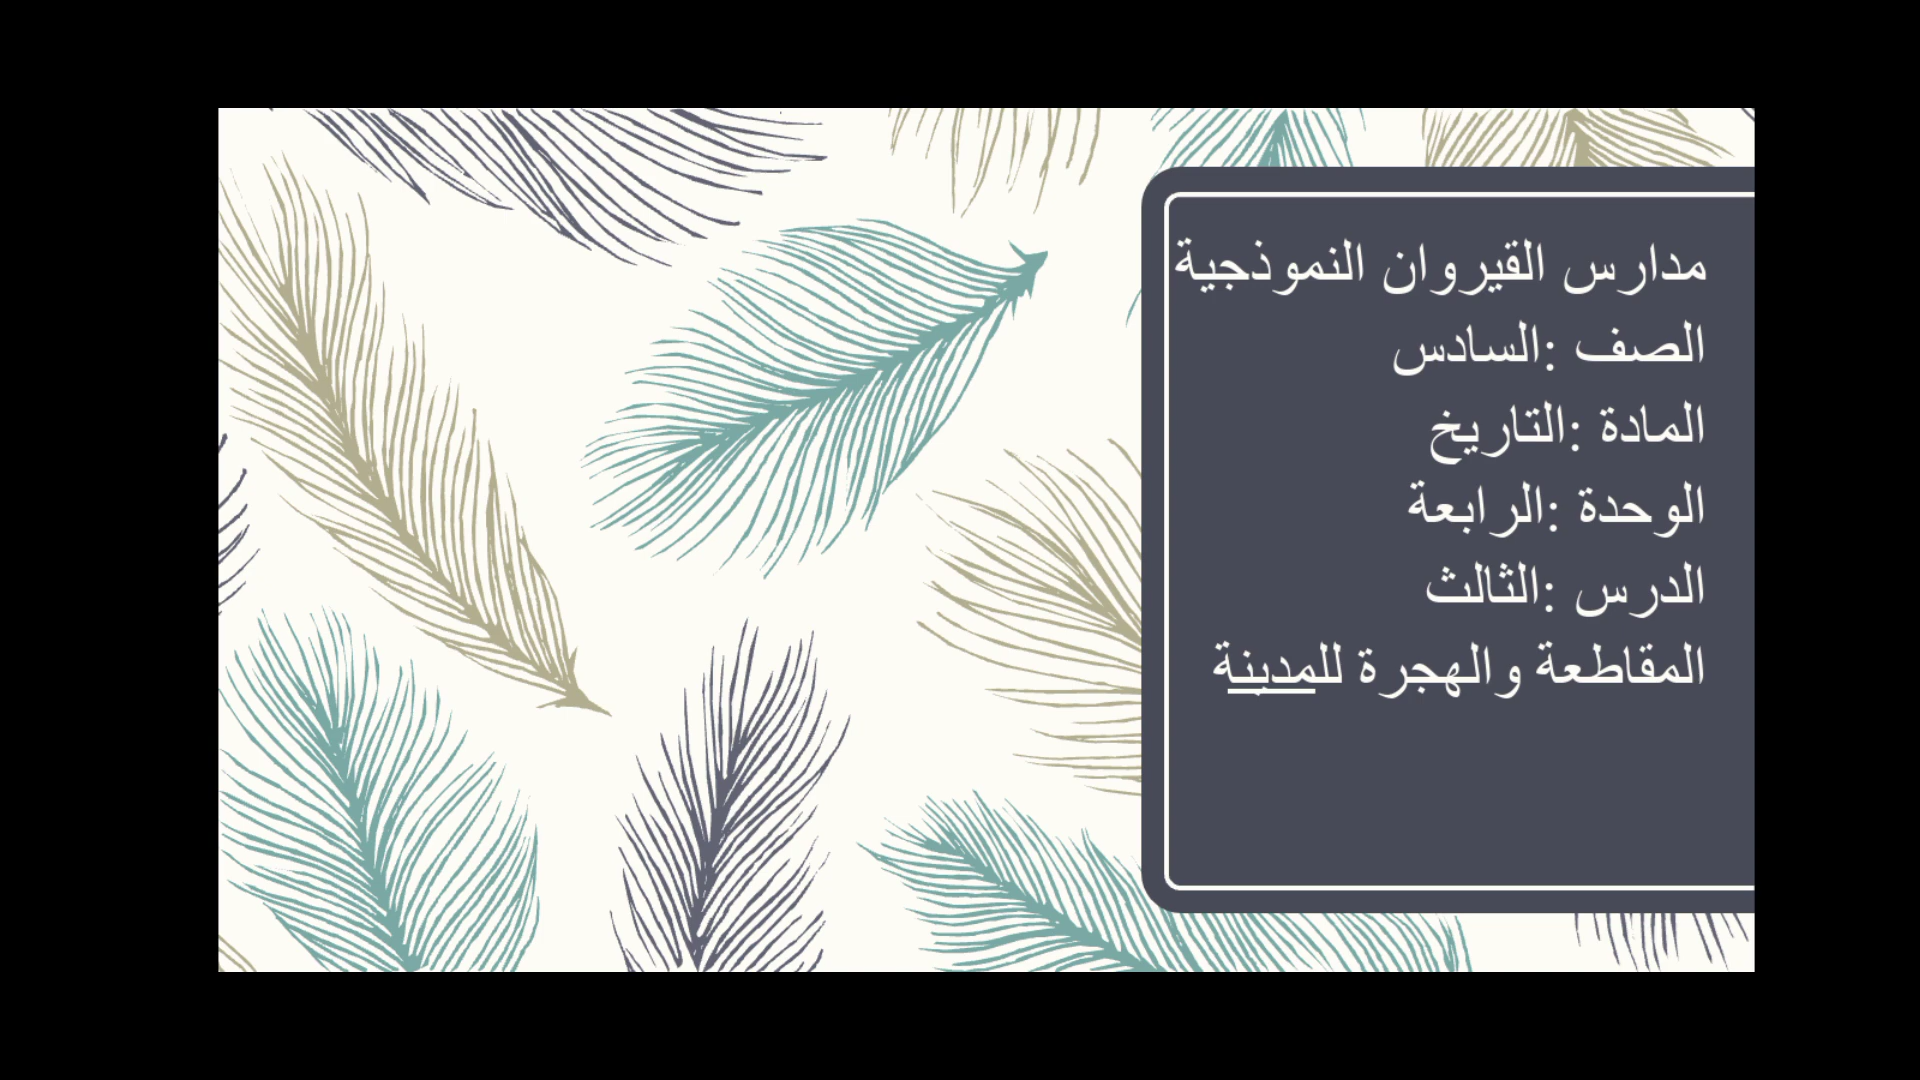 مدارس القيروان النموذجية
الصف :السادس
المادة :التاريخ
الوحدة :الرابعة
الدرس :الثالث
المقاطعة والهجرة للمدينة